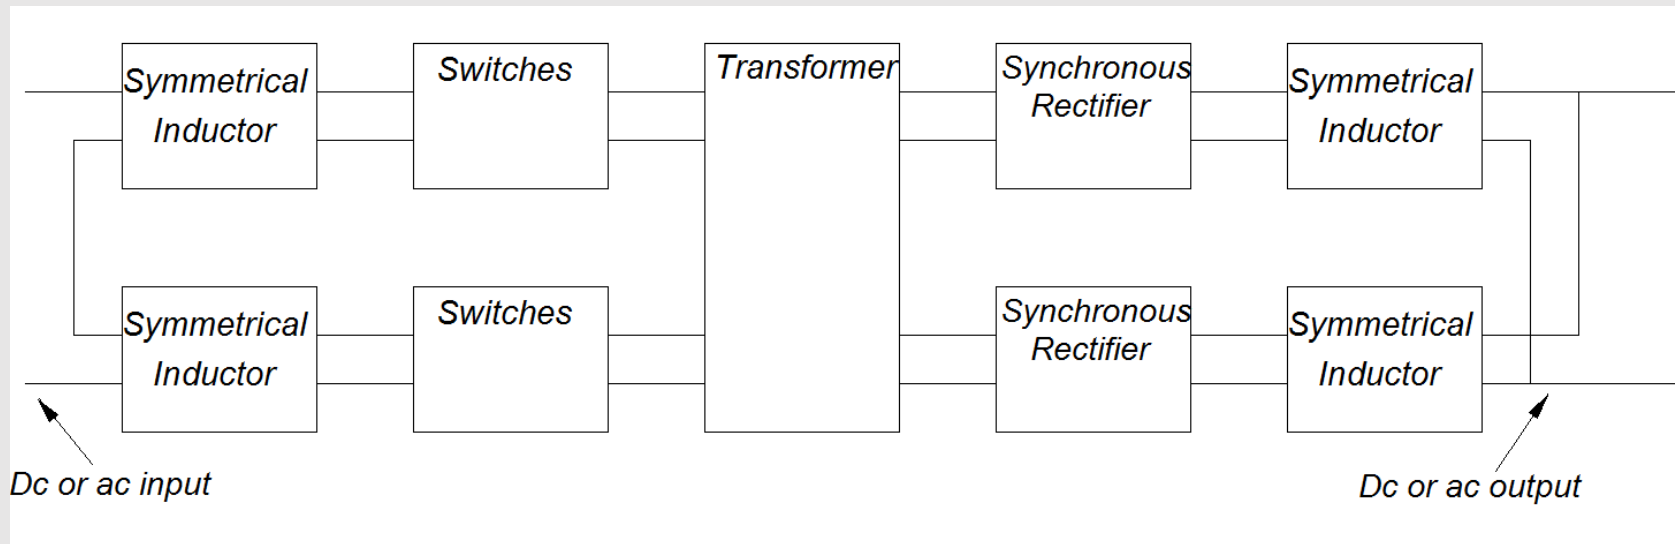 Symmetrical
Inductor
Switches
Transformer
Synchronous
Rectifier
Symmetrical
Inductor
Symmetrical
Inductor
Switches
Synchronous
Rectifier
Symmetrical
Inductor
Dc or ac input
Dc or ac output